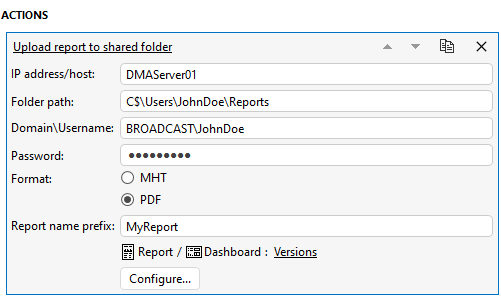 ACTIONS
Upload report to shared folder
IP address/host: DMAServer01
Folder path: C$\Users\JohnDoe\Reports
Domain\Username: BROADCAST\JohnDoe
Password: ●●●●●●●●●
Format: MHT
PDF
Report name prefix: MyReport
Report / Dashboard : Versions
Configure...